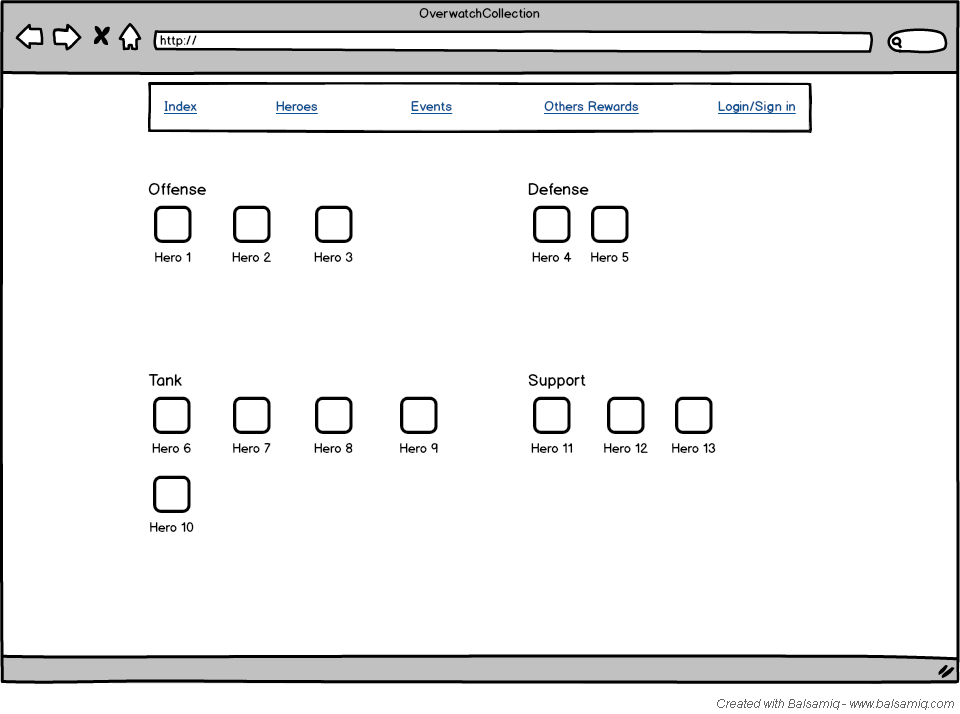 OverwatchCollection
http://
Index Heroes Events Others Rewards Login/Sign in
Offense Defense
Hero 1 Hero 2 Hero 3 Hero 4 Hero 5
Tank Support
Hero 6 Hero 7 Hero 8 Hero 9 Hero 11 Hero 12 Hero 13
Hero 10
Created with Balsamiq - www.balsamiq.com